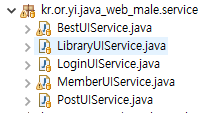 kr.or.yi.java_web_male.service
BestUIService.java
LibraryUIService.java
LoginUIService.java
MemberUIService.java
PostUIService.java